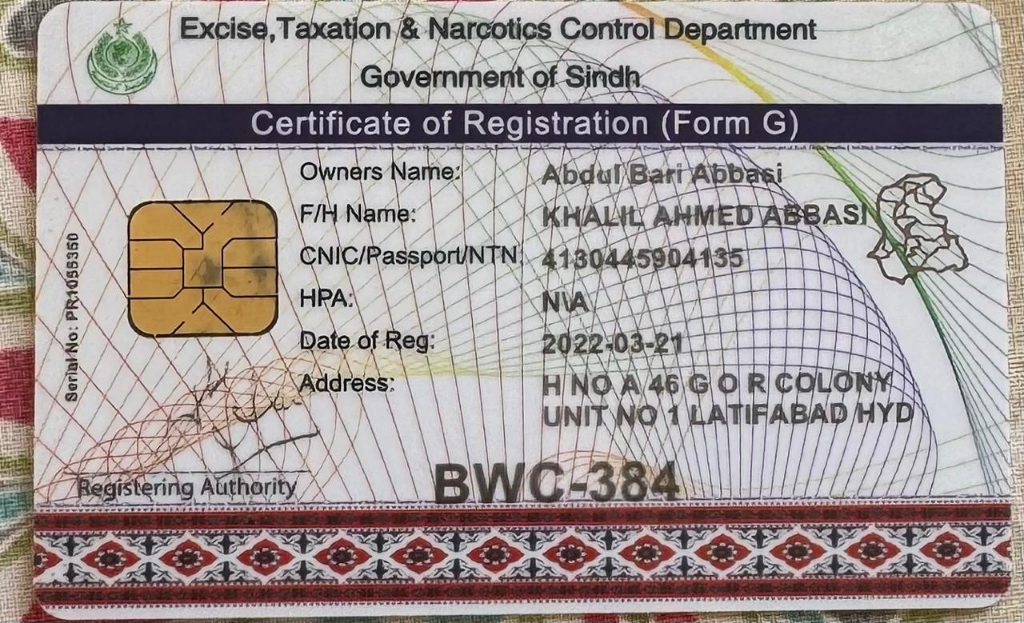 Excise,Taxation & Narcotics Control Department
Government of Sindh
Certificate of Registration (Form G)
Owners Name: Abdul Bari Abbasi
F/H Name: KHALIL AHMED ABBASI
CNIC/Passport/NTN: 4130445904135
HPA: N\A
Date of Reg: 2022-03-21
Address: H NO A 46 G O R COLONY
UNIT NO 1 LATIFABAD HYD
Serial No: PR1055350
Registering Authority
BWC-384